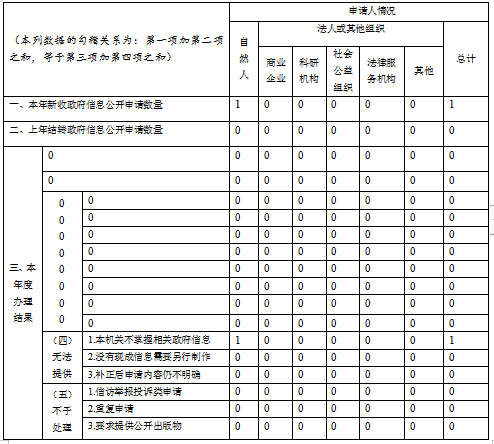 （本列数据的勾稽关系为：第一项加第二项之和，等于第三项加第四项之和）
申请人情况
自然人
法人或其他组织
总计
商业企业
科研机构
社会公益组织
法律服务机构
其他
一、本年新收政府信息公开申请数量 1 0 0 0 0 0 1
二、上年结转政府信息公开申请数量 0 0 0 0 0 0 0
三、本年度办理结果
0 0 0 0 0 0 0 0
0 0 0 0 0 0 0 0
0
0
0
0
0
0
0
0
0 0 0 0 0 0 0 0
0 0 0 0 0 0 0 0
0 0 0 0 0 0 0 0
0 0 0 0 0 0 0 0
0 0 0 0 0 0 0 0
0 0 0 0 0 0 0 0
0 0 0 0 0 0 0 0
0 0 0 0 0 0 0 0
（四）无法提供
1.本机关不掌握相关政府信息 1 0 0 0 0 0 1
2.没有现成信息需要另行制作 0 0 0 0 0 0 0
3.补正后申请内容仍不明确 0 0 0 0 0 0 0
（五）不予处理
1.信访举报投诉类申请 0 0 0 0 0 0 0
2.重复申请 0 0 0 0 0 0 0
3.要求提供公开出版物 0 0 0 0 0 0 0